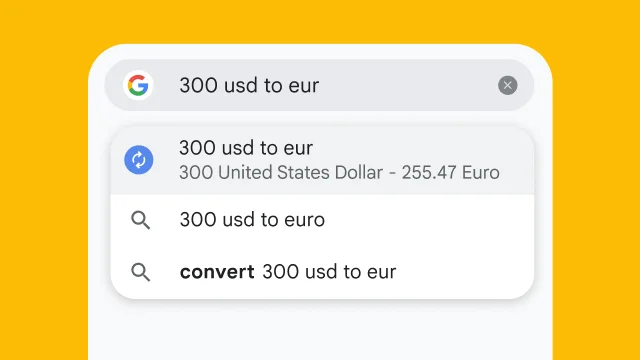 300 usd to eur
300 usd to eur
300 United States Dollar - 255.47 Euro
300 usd to euro
convert 300 usd to eur